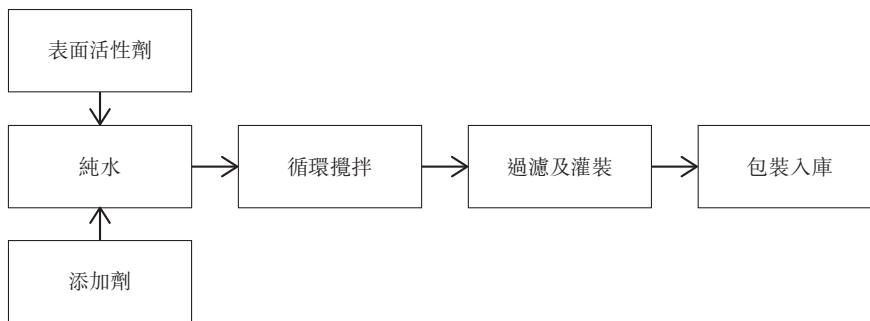 表面活性劑
純水
循環攪拌
過濾及灌裝
包裝入庫
添加劑